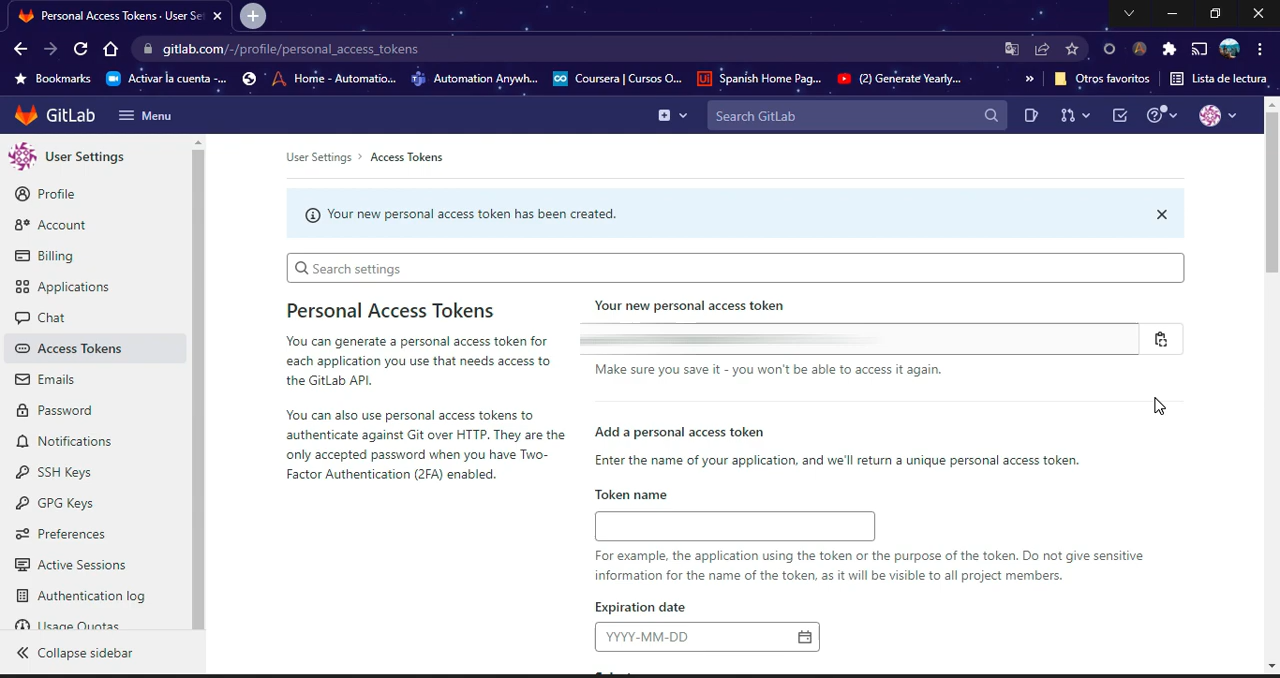 Personal Access Tokens · User Se
gitlab.com/-/profile/personal_access_tokens
Bookmarks
Activar la cuenta -...
Home - Automatio...
Automation Anywh...
Coursera | Cursos O...
Ui Spanish Home Pag...
(2) Generate Yearly...
»
Otros favoritos
Lista de lectura
GitLab
Menu
Search GitLab
User Settings
Profile
Account
Billing
Applications
Chat
Access Tokens
Emails
Password
Notifications
SSH Keys
GPG Keys
Preferences
Active Sessions
Authentication log
Usage Quotas
Collapse sidebar
User Settings > Access Tokens
Your new personal access token has been created.
Search settings
Personal Access Tokens
You can generate a personal access token for
each application you use that needs access to
the GitLab API.
You can also use personal access tokens to
authenticate against Git over HTTP. They are the
only accepted password when you have Two-
Factor Authentication (2FA) enabled.
Your new personal access token
Make sure you save it - you won't be able to access it again.
Add a personal access token
Enter the name of your application, and we'll return a unique personal access token.
Token name
For example, the application using the token or the purpose of the token. Do not give sensitive
information for the name of the token, as it will be visible to all project members.
Expiration date
YYYY-MM-DD